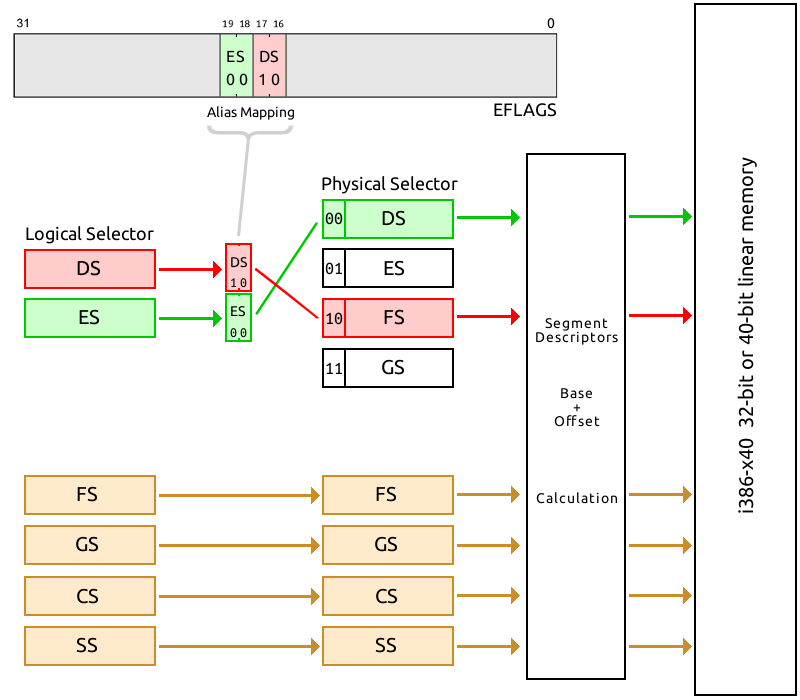 31 19 18 17 16 0
ES DS
0 0 1 0
Alias Mapping
EFLAGS
Physical Selector
Logical Selector
00 DS
DS
DS
1 0
01 ES
ES
ES
0 0
10 FS
11 GS
Segment
Descriptors
Base
+
Offset
Calculation
FS FS
GS GS
CS CS
SS SS
i386-x40 32-bit or 40-bit linear memory